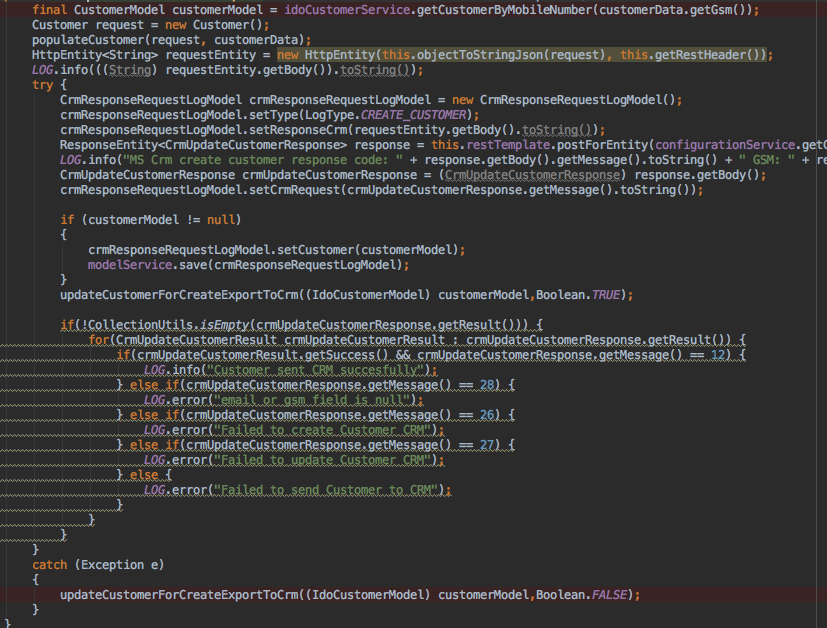 final CustomerModel customerModel = idoCustomerService.getCustomerByMobileNumber(customerData.getGsm());
Customer request = new Customer();
populateCustomer(request, customerData);
HttpEntity<String> requestEntity = new HttpEntity(this.objectToStringJson(request), this.getRestHeader());
LOG.info(((String) requestEntity.getBody()).toString());
try {
CrmResponseRequestLogModel crmResponseRequestLogModel = new CrmResponseRequestLogModel();
crmResponseRequestLogModel.setType(LogType.CREATE_CUSTOMER);
crmResponseRequestLogModel.setResponseCrm(requestEntity.getBody().toString());
ResponseEntity<CrmUpdateCustomerResponse> response = this.restTemplate.postForEntity(configurationService.getC
LOG.info("MS Crm create customer response code: " + response.getBody().getMessage().toString() + " GSM: " + re
CrmUpdateCustomerResponse crmUpdateCustomerResponse = (CrmUpdateCustomerResponse) response.getBody();
crmResponseRequestLogModel.setCrmRequest(crmUpdateCustomerResponse.getMessage().toString());
if (customerModel != null)
{
crmResponseRequestLogModel.setCustomer(customerModel);
modelService.save(crmResponseRequestLogModel);
}
updateCustomerForCreateExportToCrm((IdoCustomerModel) customerModel,Boolean.TRUE);
if(!CollectionUtils.isEmpty(crmUpdateCustomerResponse.getResult())) {
for(CrmUpdateCustomerResult crmUpdateCustomerResult : crmUpdateCustomerResponse.getResult()) {
if(crmUpdateCustomerResult.getSuccess() && crmUpdateCustomerResponse.getMessage() == 12) {
LOG.info("Customer sent CRM succesfully");
} else if(crmUpdateCustomerResponse.getMessage() == 28) {
LOG.error("email or gsm field is null");
} else if(crmUpdateCustomerResponse.getMessage() == 26) {
LOG.error("Failed to create Customer CRM");
} else if(crmUpdateCustomerResponse.getMessage() == 27) {
LOG.error("Failed to update Customer CRM");
} else {
LOG.error("Failed to send Customer to CRM");
}
}
}
}
catch (Exception e)
{
updateCustomerForCreateExportToCrm((IdoCustomerModel) customerModel,Boolean.FALSE);
}
}